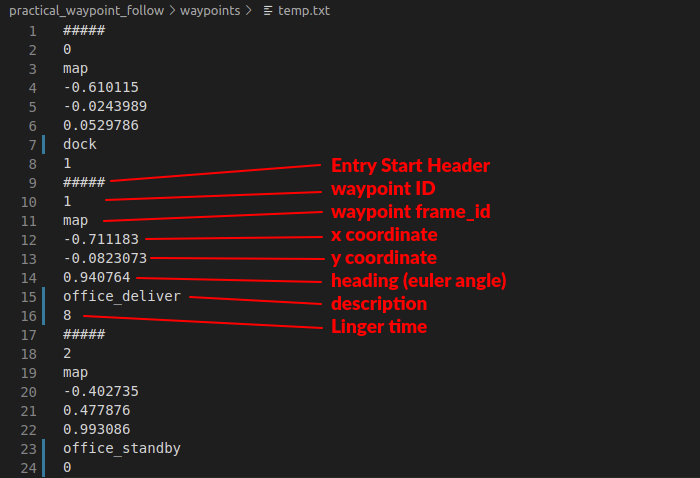 practical_waypoint_follow > waypoints > temp.txt
1 #####
2 0
3 map
4 -0.610115
5 -0.0243989
6 0.0529786
7 dock
8 1
9 ##### Entry Start Header
10 1 waypoint ID
11 map waypoint frame_id
12 -0.711183 x coordinate
13 -0.0823073 y coordinate
14 0.940764 heading (euler angle)
15 office_deliver description
16 8 Linger time
17 #####
18 2
19 map
20 -0.402735
21 0.477876
22 0.993086
23 office_standby
24 0